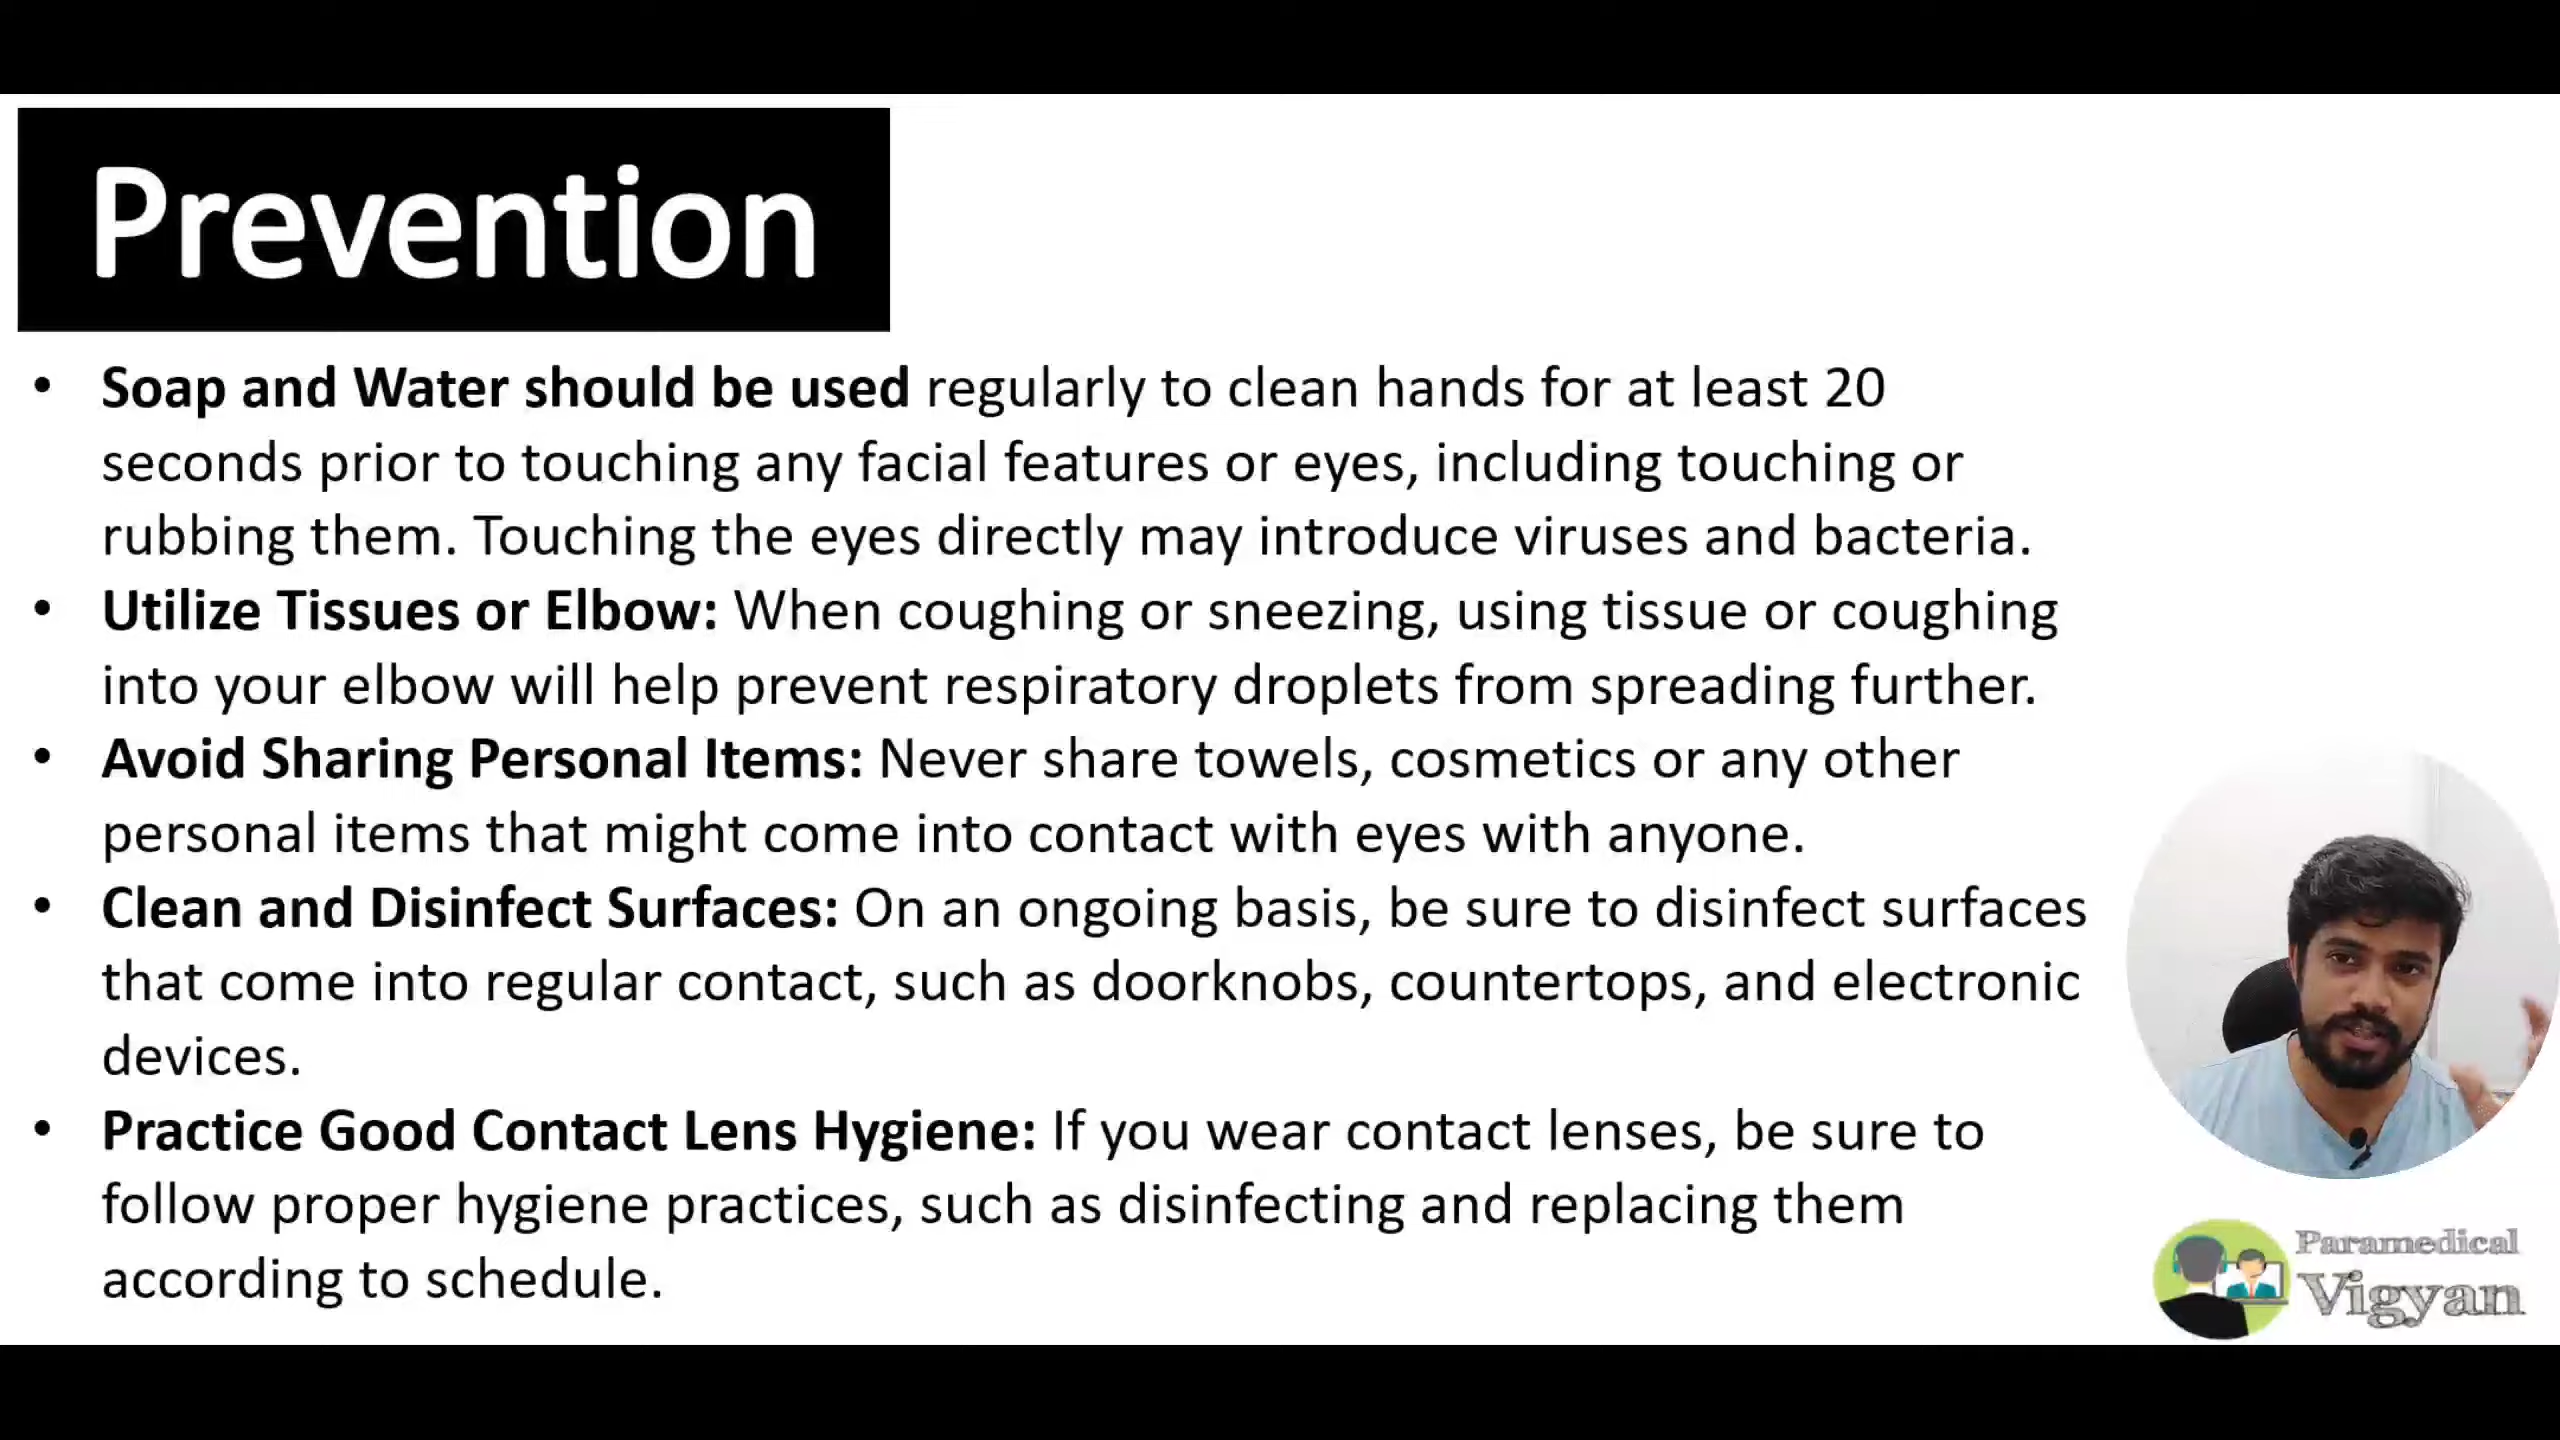 Prevention
• Soap and Water should be used regularly to clean hands for at least 20
seconds prior to touching any facial features or eyes, including touching or
rubbing them. Touching the eyes directly may introduce viruses and bacteria.
• Utilize Tissues or Elbow: When coughing or sneezing, using tissue or coughing
into your elbow will help prevent respiratory droplets from spreading further.
• Avoid Sharing Personal Items: Never share towels, cosmetics or any other
personal items that might come into contact with eyes with anyone.
• Clean and Disinfect Surfaces: On an ongoing basis, be sure to disinfect surfaces
that come into regular contact, such as doorknobs, countertops, and electronic
devices.
• Practice Good Contact Lens Hygiene: If you wear contact lenses, be sure to
follow proper hygiene practices, such as disinfecting and replacing them
according to schedule.
Paramedical
Vigyan